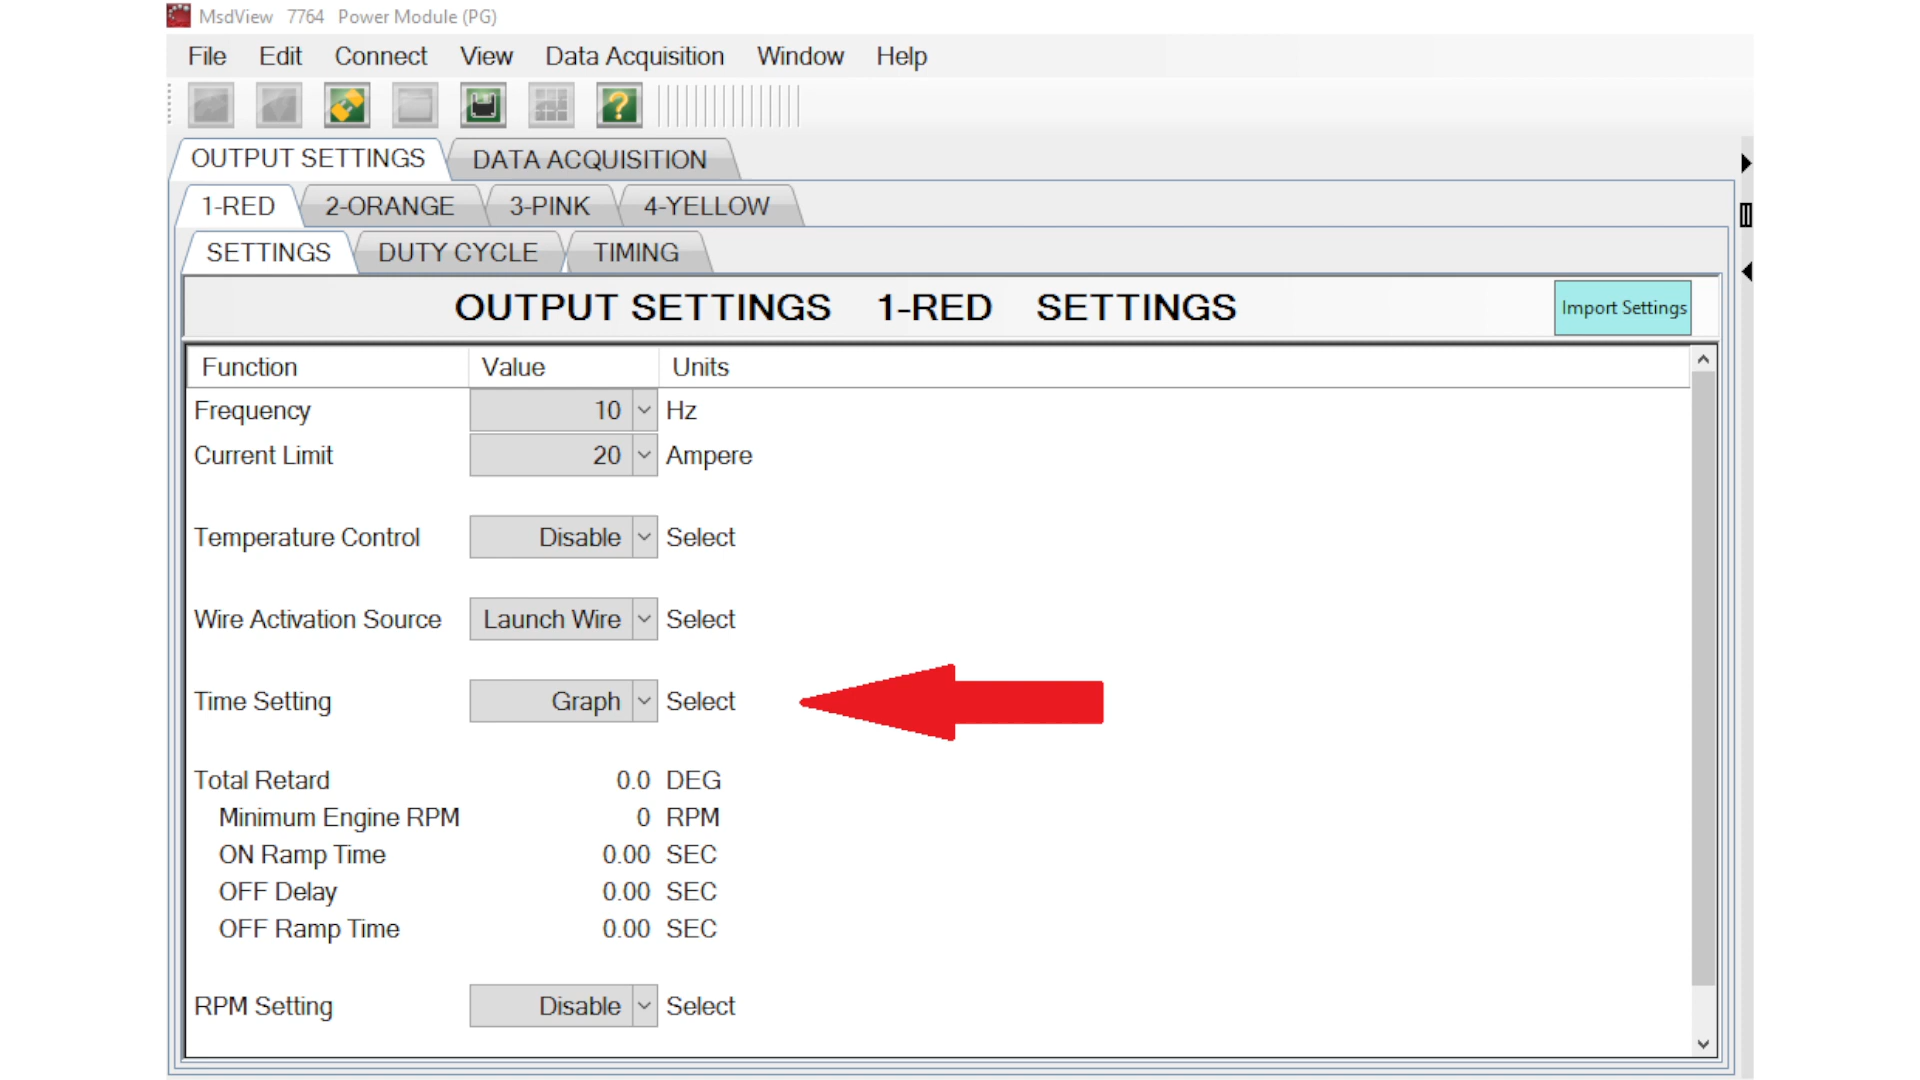 MsdView 7764 Power Module (PG)
File Edit Connect View Data Acquisition Window Help
?
OUTPUT SETTINGS DATA ACQUISITION
1-RED 2-ORANGE 3-PINK 4-YELLOW
SETTINGS DUTY CYCLE TIMING
OUTPUT SETTINGS 1-RED SETTINGS Import Settings
Function Value Units
Frequency 10 Hz
Current Limit 20 Ampere
Temperature Control Disable Select
Wire Activation Source Launch Wire Select
Time Setting Graph Select
Total Retard 0.0 DEG
Minimum Engine RPM 0 RPM
ON Ramp Time 0.00 SEC
OFF Delay 0.00 SEC
OFF Ramp Time 0.00 SEC
RPM Setting Disable Select